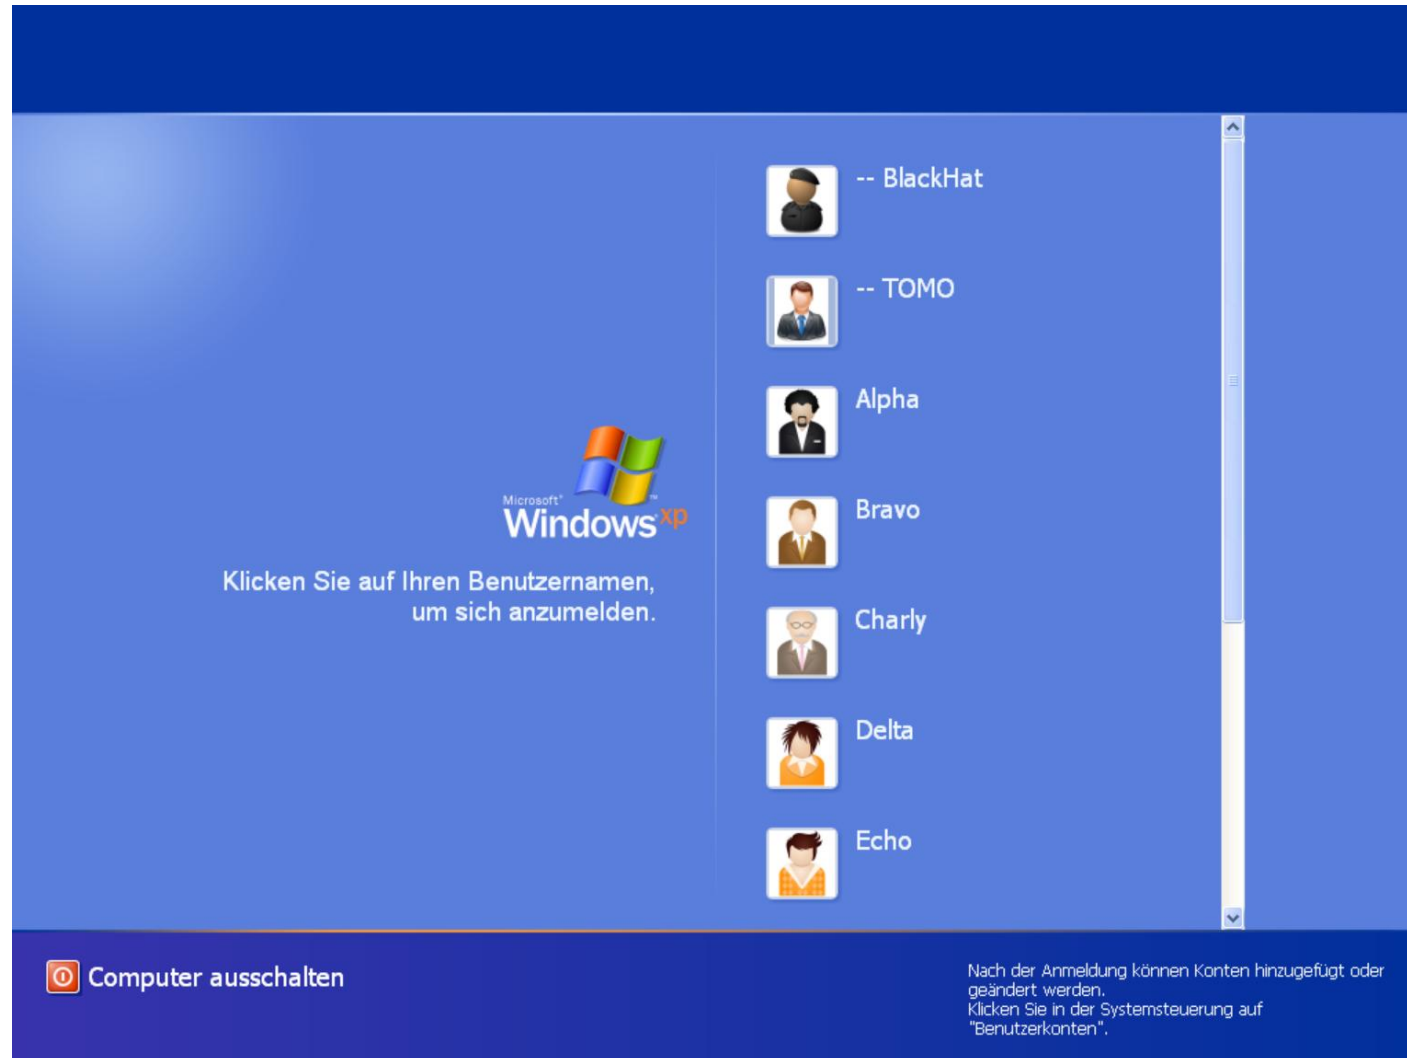 -- BlackHat
-- TOMO
Alpha
Bravo
Charly
Delta
Echo
Microsoft®
Windows xp™
Klicken Sie auf Ihren Benutzernamen,
um sich anzumelden.
Computer ausschalten
Nach der Anmeldung können Konten hinzugefügt oder
geändert werden.
Klicken Sie in der Systemsteuerung auf
"Benutzerkonten".